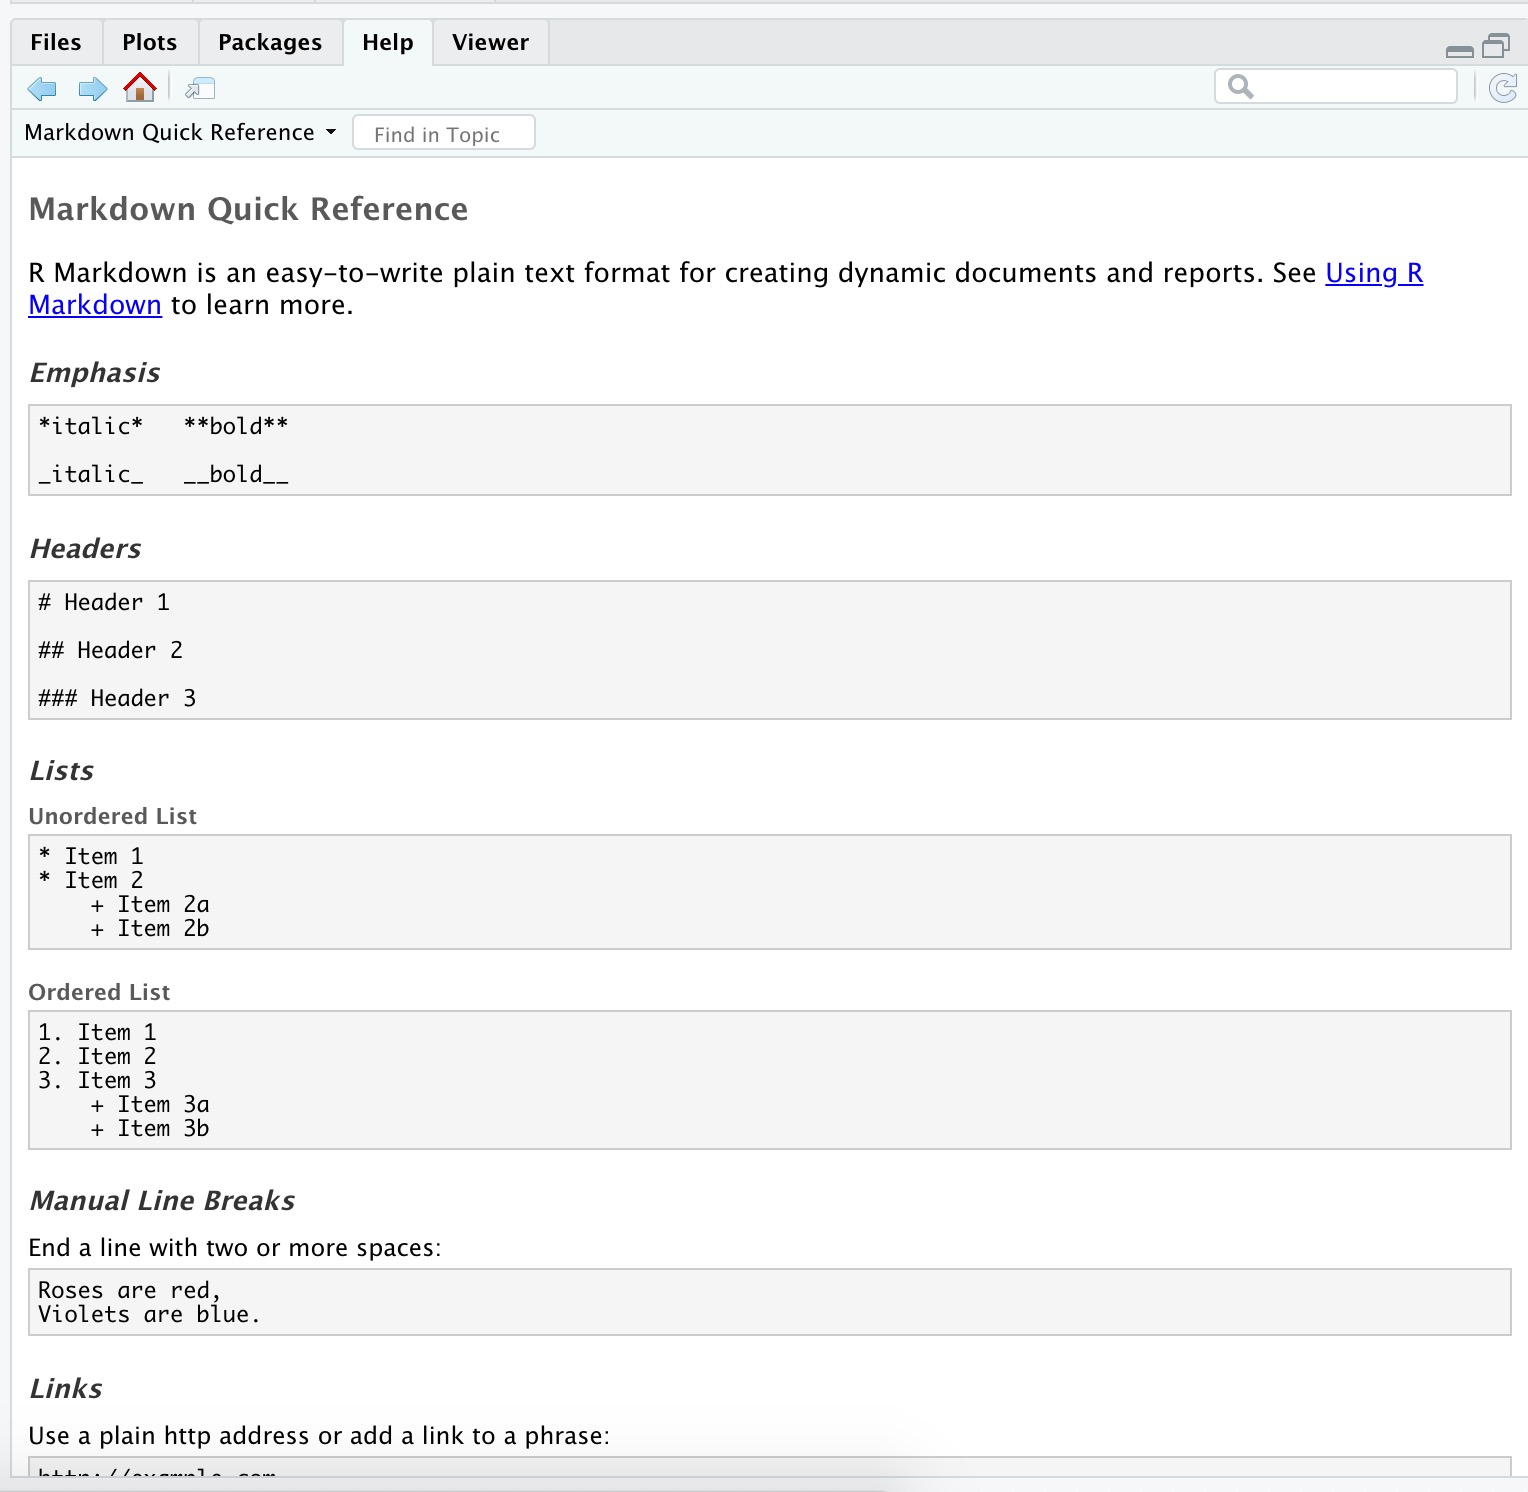 Files Plots Packages Help Viewer
Markdown Quick Reference Find in Topic
Markdown Quick Reference
R Markdown is an easy-to-write plain text format for creating dynamic documents and reports. See Using R
Markdown to learn more.
Emphasis
*italic*   **bold**
_italic_   __bold__
Headers
# Header 1
## Header 2
### Header 3
Lists
Unordered List
* Item 1
* Item 2
    + Item 2a
    + Item 2b
Ordered List
1. Item 1
2. Item 2
3. Item 3
    + Item 3a
    + Item 3b
Manual Line Breaks
End a line with two or more spaces:
Roses are red,
Violets are blue.
Links
Use a plain http address or add a link to a phrase:
http://example.com